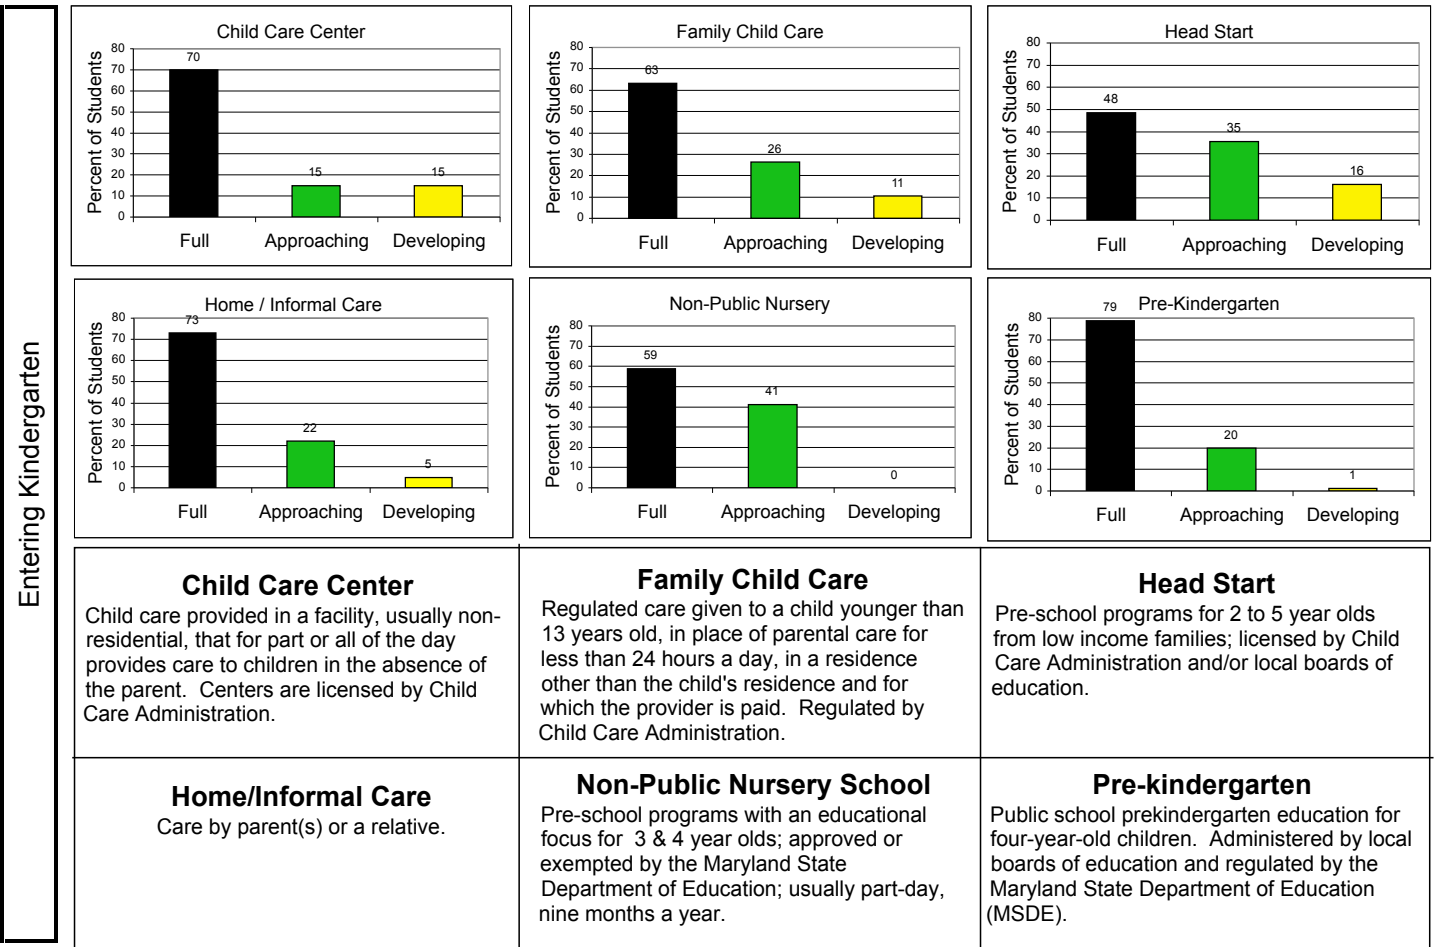 Entering Kindergarten
Child Care Center
Percent of Students
80
70
60
50
40
30
20
10
0
70
15
15
Full Approaching Developing
Family Child Care
Percent of Students
80
70
60
50
40
30
20
10
0
63
26
11
Full Approaching Developing
Head Start
Percent of Students
80
70
60
50
40
30
20
10
0
48
35
16
Full Approaching Developing
Home / Informal Care
Percent of Students
80
70
60
50
40
30
20
10
0
73
22
5
Full Approaching Developing
Non-Public Nursery
Percent of Students
80
70
60
50
40
30
20
10
0
59
41
0
Full Approaching Developing
Pre-Kindergarten
Percent of Students
80
70
60
50
40
30
20
10
0
79
20
1
Full Approaching Developing
Child Care Center
Child care provided in a facility, usually non-
residential, that for part or all of the day
provides care to children in the absence of
the parent. Centers are licensed by Child
Care Administration.
Family Child Care
Regulated care given to a child younger than
13 years old, in place of parental care for
less than 24 hours a day, in a residence
other than the child's residence and for
which the provider is paid. Regulated by
Child Care Administration.
Head Start
Pre-school programs for 2 to 5 year olds
from low income families; licensed by Child
Care Administration and/or local boards of
education.
Home/Informal Care
Care by parent(s) or a relative.
Non-Public Nursery School
Pre-school programs with an educational
focus for 3 & 4 year olds; approved or
exempted by the Maryland State
Department of Education; usually part-day,
nine months a year.
Pre-kindergarten
Public school prekindergarten education for
four-year-old children. Administered by local
boards of education and regulated by the
Maryland State Department of Education
(MSDE).